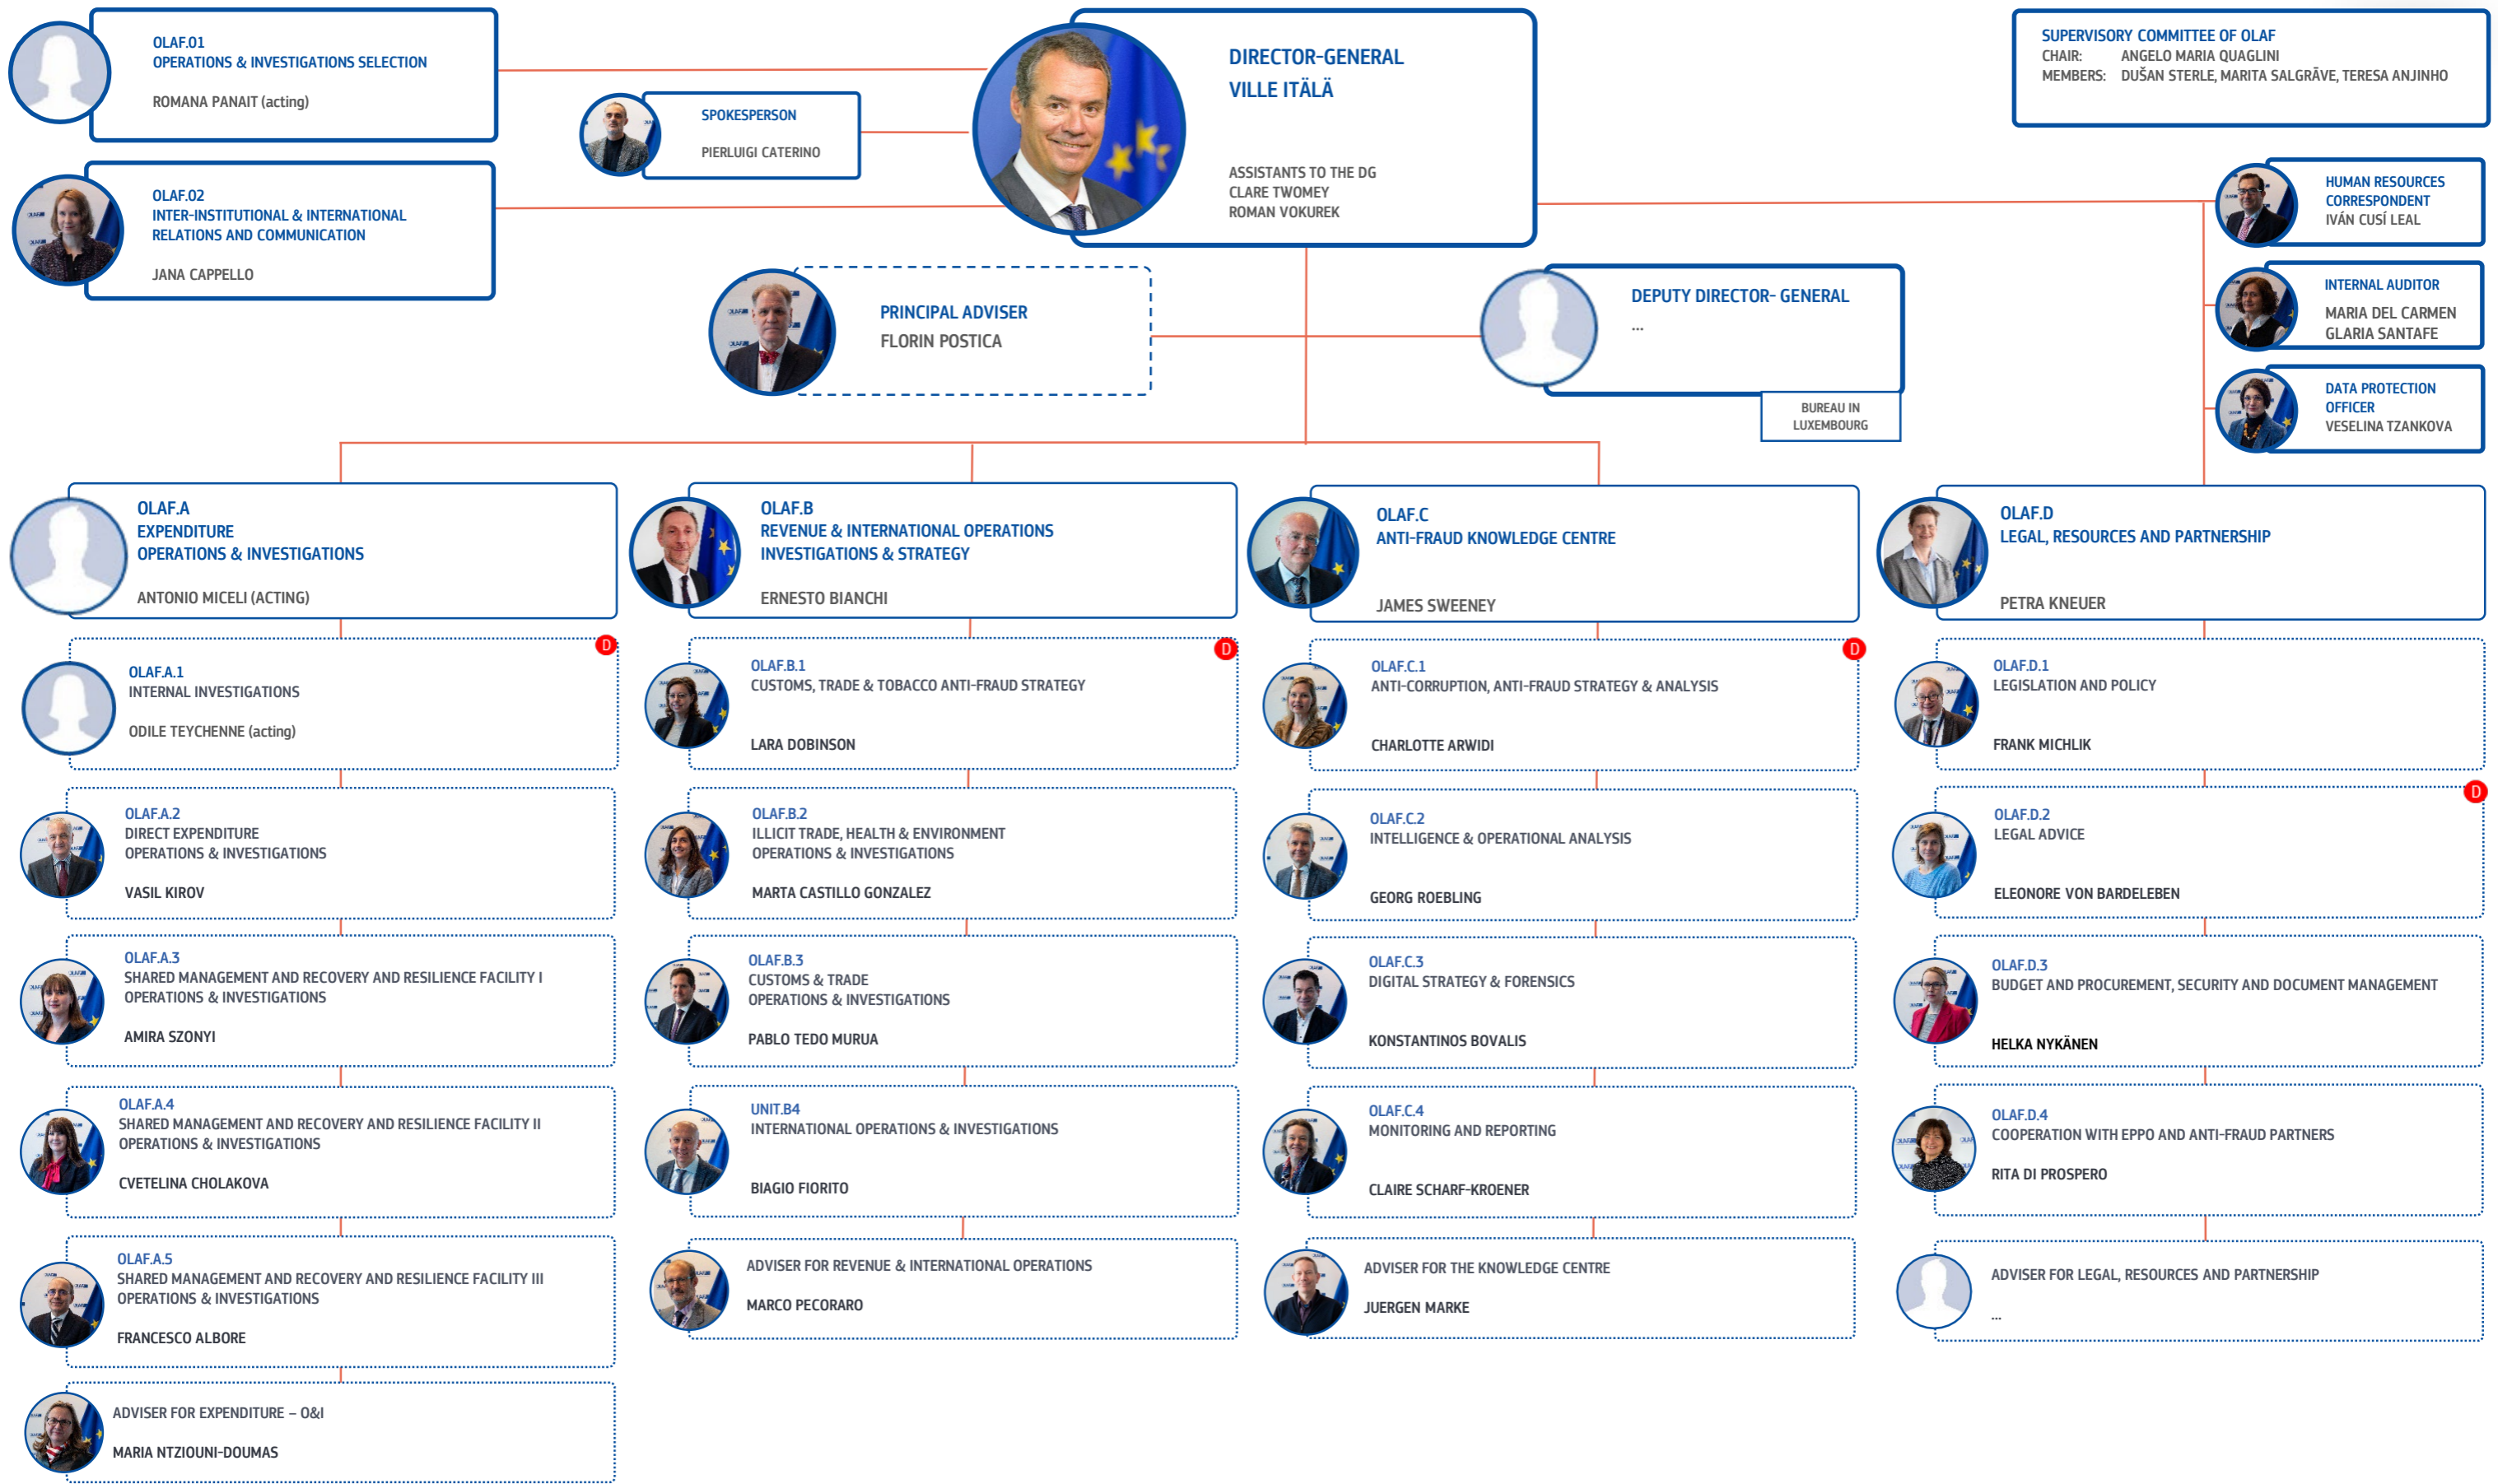 OLAF.01
OPERATIONS & INVESTIGATIONS SELECTION
ROMANA PANAIT (acting)
OLAF.02
INTER-INSTITUTIONAL & INTERNATIONAL
RELATIONS AND COMMUNICATION
JANA CAPPELLO
SPOKESPERSON
PIERLUIGI CATERINO
DIRECTOR-GENERAL
VILLE ITÄLÄ
ASSISTANTS TO THE DG
CLARE TWOMEY
ROMAN VOKUREK
SUPERVISORY COMMITTEE OF OLAF
CHAIR: ANGELO MARIA QUAGLINI
MEMBERS: DUŠAN STERLE, MARITA SALGRĀVE, TERESA ANJINHO
HUMAN RESOURCES
CORRESPONDENT
IVÁN CUSÍ LEAL
INTERNAL AUDITOR
MARIA DEL CARMEN
GLARIA SANTAFE
DATA PROTECTION
OFFICER
VESELINA TZANKOVA
PRINCIPAL ADVISER
FLORIN POSTICA
DEPUTY DIRECTOR- GENERAL
...
BUREAU IN
LUXEMBOURG
OLAF.A
EXPENDITURE
OPERATIONS & INVESTIGATIONS
ANTONIO MICELI (ACTING)
D
OLAF.A.1
INTERNAL INVESTIGATIONS
ODILE TEYCHENNE (acting)
OLAF.A.2
DIRECT EXPENDITURE
OPERATIONS & INVESTIGATIONS
VASIL KIROV
OLAF.A.3
SHARED MANAGEMENT AND RECOVERY AND RESILIENCE FACILITY I
OPERATIONS & INVESTIGATIONS
AMIRA SZONYI
OLAF.A.4
SHARED MANAGEMENT AND RECOVERY AND RESILIENCE FACILITY II
OPERATIONS & INVESTIGATIONS
CVETELINA CHOLAKOVA
OLAF.A.5
SHARED MANAGEMENT AND RECOVERY AND RESILIENCE FACILITY III
OPERATIONS & INVESTIGATIONS
FRANCESCO ALBORE
ADVISER FOR EXPENDITURE – O&I
MARIA NTZIOUNI-DOUMAS
OLAF.B
REVENUE & INTERNATIONAL OPERATIONS
INVESTIGATIONS & STRATEGY
ERNESTO BIANCHI
D
OLAF.B.1
CUSTOMS, TRADE & TOBACCO ANTI-FRAUD STRATEGY
LARA DOBINSON
OLAF.B.2
ILLICIT TRADE, HEALTH & ENVIRONMENT
OPERATIONS & INVESTIGATIONS
MARTA CASTILLO GONZALEZ
OLAF.B.3
CUSTOMS & TRADE
OPERATIONS & INVESTIGATIONS
PABLO TEDO MURUA
UNIT.B4
INTERNATIONAL OPERATIONS & INVESTIGATIONS
BIAGIO FIORITO
ADVISER FOR REVENUE & INTERNATIONAL OPERATIONS
MARCO PECORARO
OLAF.C
ANTI-FRAUD KNOWLEDGE CENTRE
JAMES SWEENEY
D
OLAF.C.1
ANTI-CORRUPTION, ANTI-FRAUD STRATEGY & ANALYSIS
CHARLOTTE ARWIDI
OLAF.C.2
INTELLIGENCE & OPERATIONAL ANALYSIS
GEORG ROEBLING
OLAF.C.3
DIGITAL STRATEGY & FORENSICS
KONSTANTINOS BOVALIS
OLAF.C.4
MONITORING AND REPORTING
CLAIRE SCHARF-KROENER
ADVISER FOR THE KNOWLEDGE CENTRE
JUERGEN MARKE
OLAF.D
LEGAL, RESOURCES AND PARTNERSHIP
PETRA KNEUER
OLAF.D.1
LEGISLATION AND POLICY
FRANK MICHLIK
D
OLAF.D.2
LEGAL ADVICE
ELEONORE VON BARDELEBEN
OLAF.D.3
BUDGET AND PROCUREMENT, SECURITY AND DOCUMENT MANAGEMENT
HELKA NYKÄNEN
OLAF.D.4
COOPERATION WITH EPPO AND ANTI-FRAUD PARTNERS
RITA DI PROSPERO
ADVISER FOR LEGAL, RESOURCES AND PARTNERSHIP
...